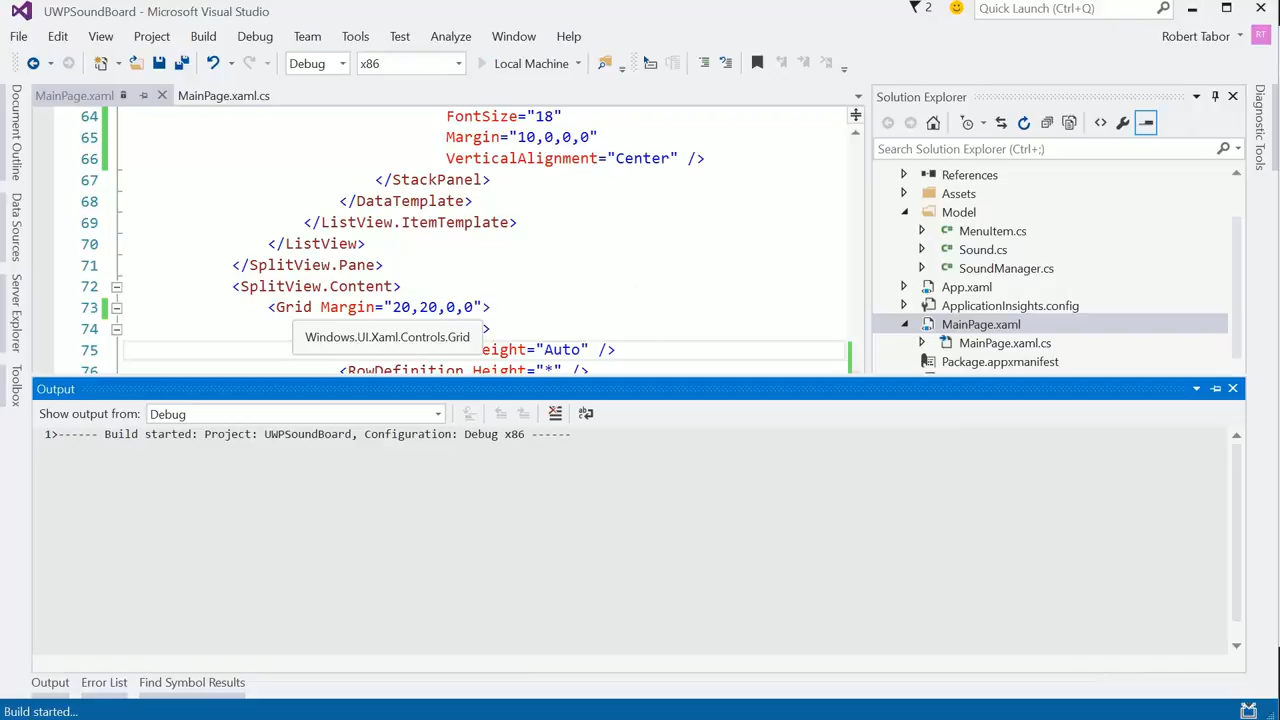 UWPSoundBoard - Microsoft Visual Studio
2
Quick Launch (Ctrl+Q)
File Edit View Project Build Debug Team Tools Test Analyze Window Help
Robert Tabor RT
Debug x86 Local Machine
MainPage.xaml MainPage.xaml.cs
64 FontSize="18"
65 Margin="10,0,0,0"
66 VerticalAlignment="Center" />
67 </StackPanel>
68 </DataTemplate>
69 </ListView.ItemTemplate>
70 </ListView>
71 </SplitView.Pane>
72 <SplitView.Content>
73 <Grid Margin="20,20,0,0">
74 >
Windows.UI.Xaml.Controls.Grid
75 eight="Auto" />
76 <RowDefinition Height="*" />
Document Outline
Data Sources
Server Explorer
Toolbox
Solution Explorer
Search Solution Explorer (Ctrl+;)
References
Assets
Model
MenuItem.cs
Sound.cs
SoundManager.cs
App.xaml
ApplicationInsights.config
MainPage.xaml
MainPage.xaml.cs
Package.appxmanifest
Diagnostic Tools
Output
Show output from: Debug
1>------ Build started: Project: UWPSoundBoard, Configuration: Debug x86 ------
Output Error List Find Symbol Results
Build started...